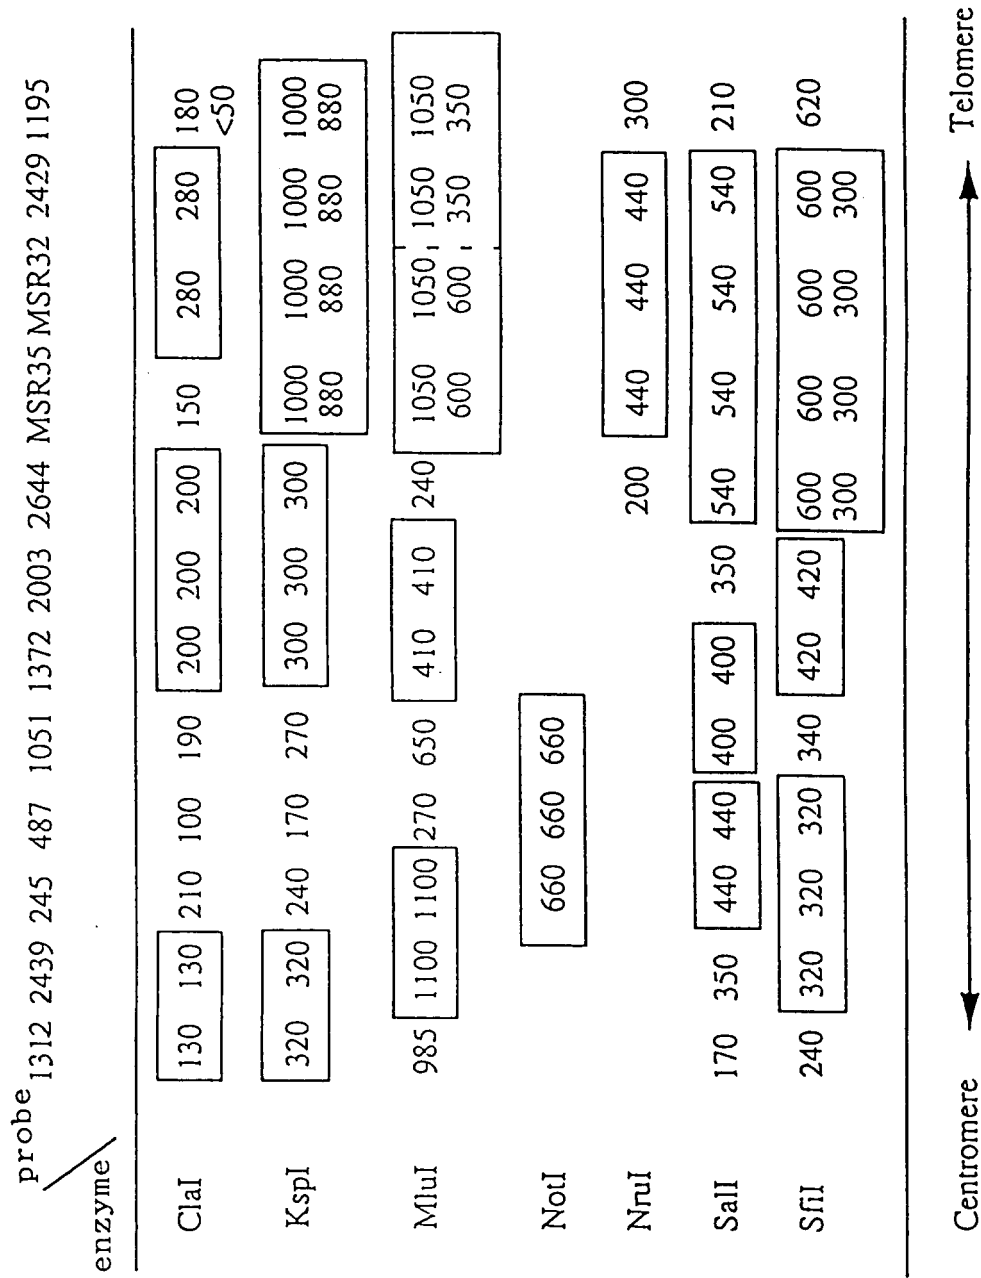 probe 1312 2439 245 487 1051 1372 2003 2644 MSR35 MSR32 2429 1195
enzyme
ClaI 130 130 210 100 190 200 200 200 150 280 280 180
<50
KspI 320 320 240 170 270 300 300 300 1000 1000 1000 1000
880 880 880 880
MluI 985 1100 1100 270 650 410 410 240 1050 1050 1050 1050
600 600 350 350
NotI 660 660 660
NruI 200 440 440 440 300
SalI 170 350 440 440 400 400 350 540 540 540 540 210
SfiI 240 320 320 320 340 420 420 600 600 600 600 620
300 300 300 300
Centromere Telomere